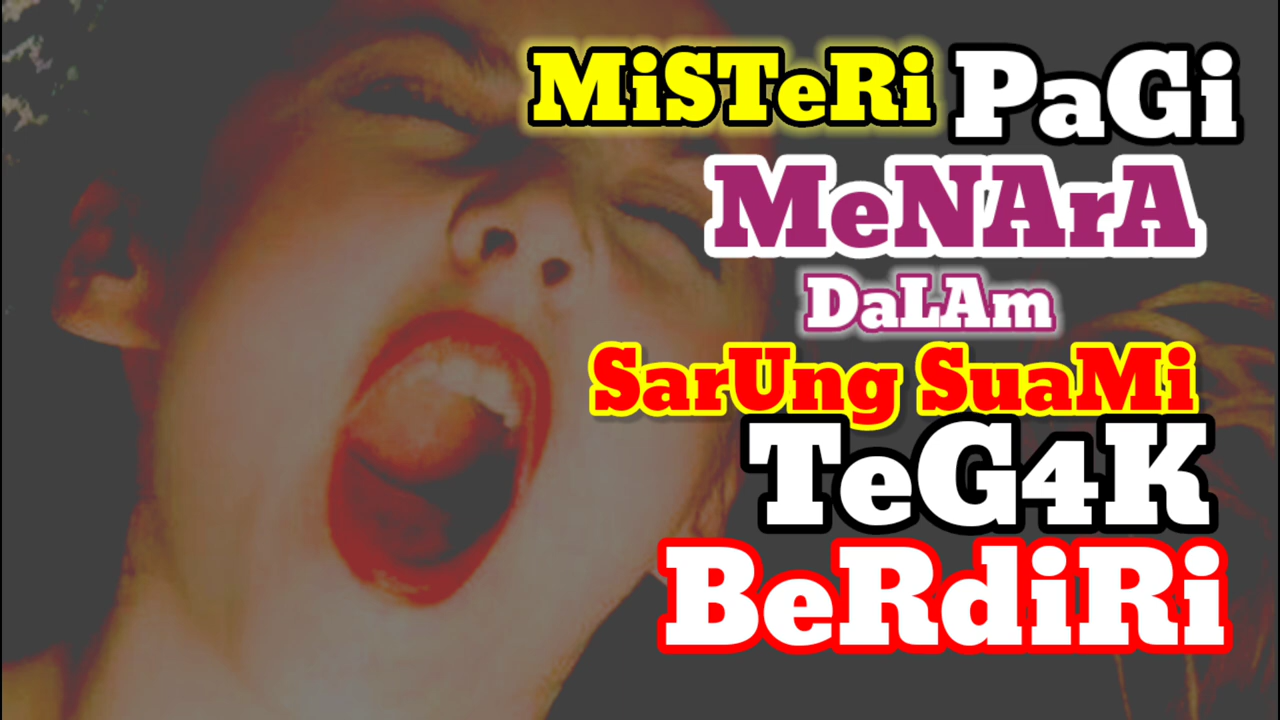 MiSTeRi PaGi
MeNArA
DaLAm
SarUng SuaMi
TeG4K
BeRdiRi